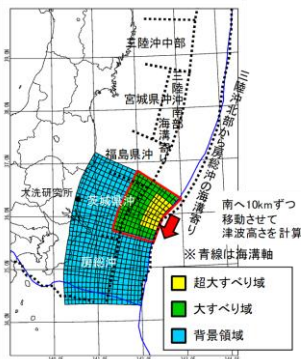 三陸沖中部
宮城県沖
三陸沖南部
海溝寄り
三陸沖北部から房総沖の海溝寄り
福島県沖
大洗研究所
茨城県沖
房総沖
南へ10kmずつ
移動させて
津波高さを計算
※青線は海溝軸
超大すべり域
大すべり域
背景領域